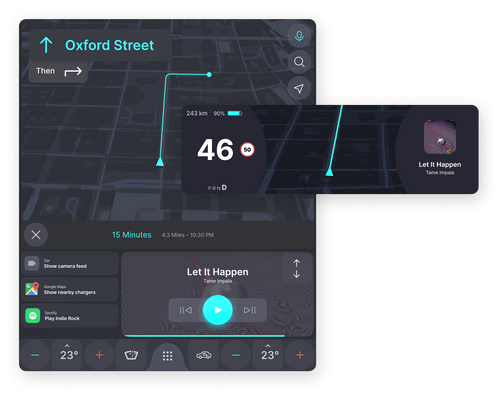 Oxford Street
Then
243 km 90%
46
50
PRND
Let It Happen
Tame Impala
15 Minutes
4.3 Miles - 10:30 PM
Car
Show camera feed
Google Maps
Show nearby chargers
Spotify
Play Indie Rock
Let It Happen
Tame Impala
23°
23°